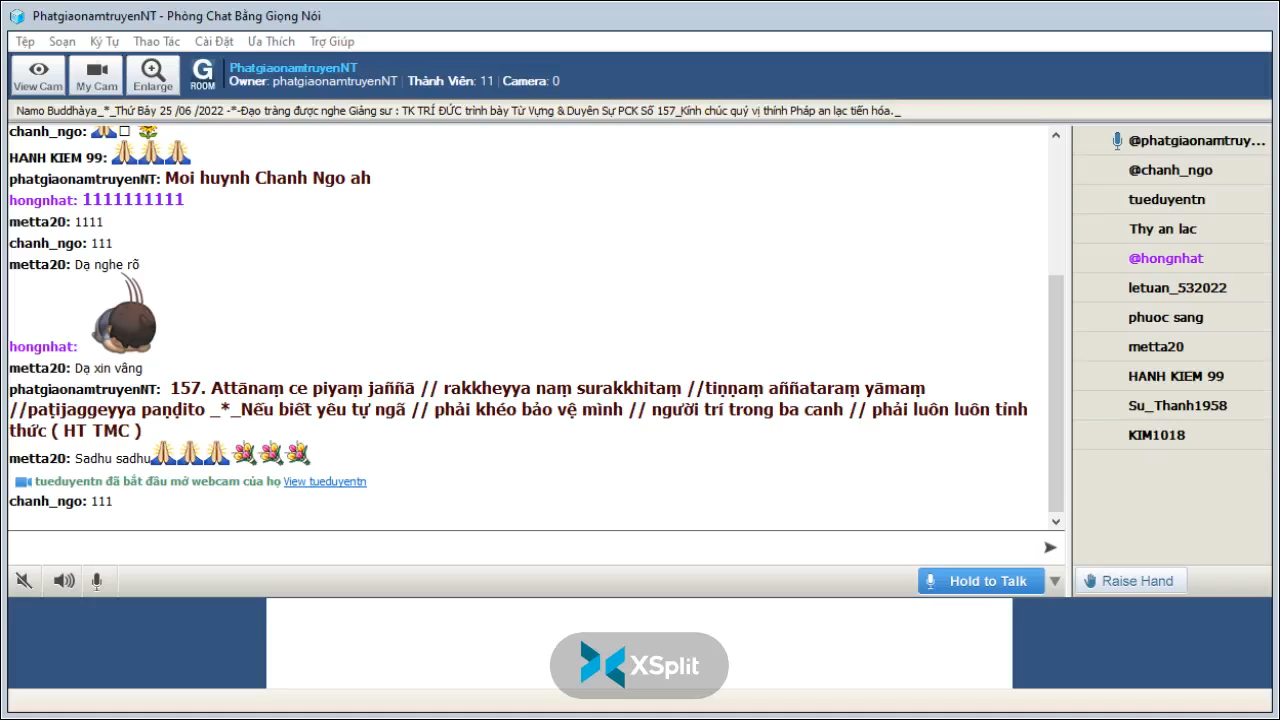 PhatgiaonamtruyenNT - Phòng Chat Bằng Giọng Nói
Tệp Soạn Ký Tự Thao Tác Cài Đặt Ưa Thích Trợ Giúp
View Cam My Cam Enlarge G ROOM
PhatgiaonamtruyenNT
Owner: phatgiaonamtruyenNT | Thành Viên: 11 | Camera: 0
Namo Buddhàya_*_Thứ Bảy 25 /06 /2022 -*-Đạo tràng được nghe Giảng sư : TK TRÍ ĐỨC trình bày Từ Vựng & Duyên Sự PCK Số 157_Kính chúc quý vị thính Pháp an lạc tiến hóa._
chanh_ngo:
HANH KIEM 99:
phatgiaonamtruyenNT: Moi huynh Chanh Ngo ah
hongnhat: 1111111111
metta20: 1111
chanh_ngo: 111
metta20: Dạ nghe rõ
hongnhat:
metta20: Dạ xin vâng
phatgiaonamtruyenNT: 157. Attānaṃ ce piyaṃ jaññā // rakkheyya naṃ surakkhitaṃ //tiṇṇaṃ aññataraṃ yāmaṃ
//paṭijaggeyya paṇḍito _*_Nếu biết yêu tự ngã // phải khéo bảo vệ mình // người trí trong ba canh // phải luôn luôn tỉnh
thức ( HT TMC )
metta20: Sadhu sadhu
tueduyentn đã bắt đầu mở webcam của họ View tueduyentn
chanh_ngo: 111
@phatgiaonamtruy...
@chanh_ngo
tueduyentn
Thy an lac
@hongnhat
letuan_532022
phuoc sang
metta20
HANH KIEM 99
Su_Thanh1958
KIM1018
Hold to Talk
Raise Hand
XSplit